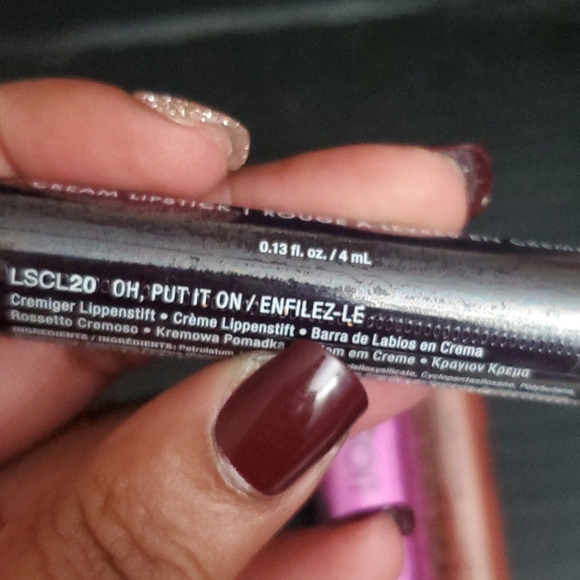 CREAM LIPSTICK | ROUGE À LÈVRES EN CRÈME
0.13 fl. oz. / 4 mL
LSCL20 OH, PUT IT ON / ENFILEZ-LE
Cremiger Lippenstift • Crème Lippenstift • Barra de Labios en Crema
Rossetto Cremoso • Kremowa Pomadka em Creme • Κραγιον Κρεμα
INGREDIENTS / INGRÉDIENTS: Petrolatum, Cyclopentasiloxane, Polybutene,